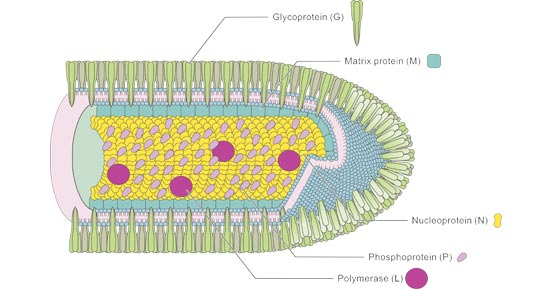 Glycoprotein (G)
Matrix protein (M)
Nucleoprotein (N)
Phosphoprotein (P)
Polymerase (L)